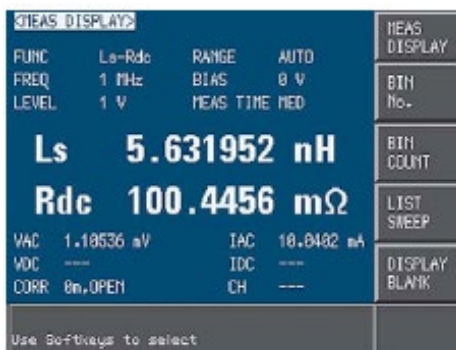 <MEAS DISPLAY>
FUNC Ls-Rdc RANGE AUTO
FREQ 1 MHz BIAS 0 V
LEVEL 1 V MEAS TIME MED
Ls 5.631952 nH
Rdc 100.4456 mΩ
VAC 1.10536 mV IAC 10.0402 mA
VDC --- IDC ---
CORR 0m,OPEN CH ---
Use Softkeys to select
MEAS DISPLAY
BIN No.
BIN COUNT
LIST SWEEP
DISPLAY BLANK